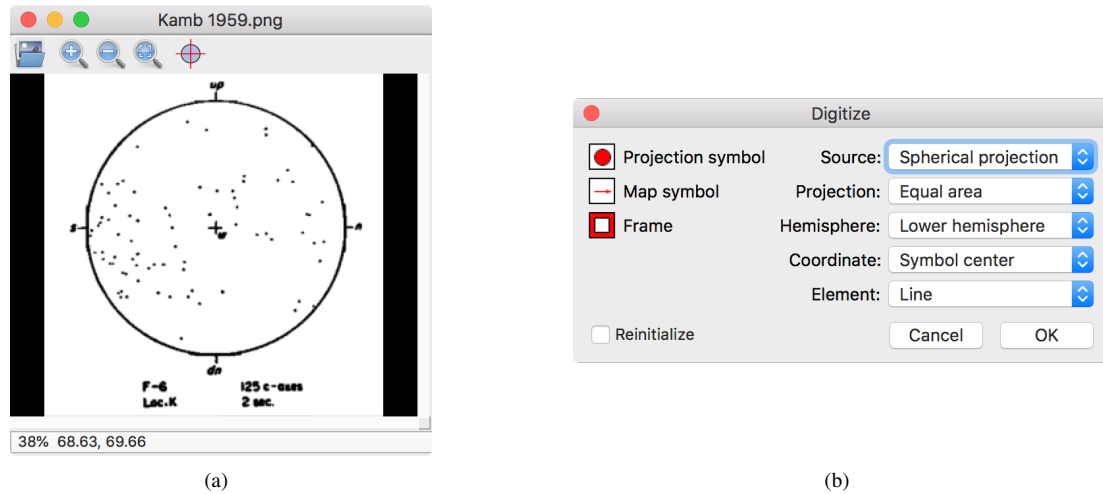 Kamb 1959.png
up
s
n
w
dn
F-6 125 c-axes
Loc.K 2 sec.
38% 68.63, 69.66
(a)
Digitize
Projection symbol Source: Spherical projection
Map symbol Projection: Equal area
Frame Hemisphere: Lower hemisphere
Coordinate: Symbol center
Element: Line
Reinitialize Cancel OK
(b)